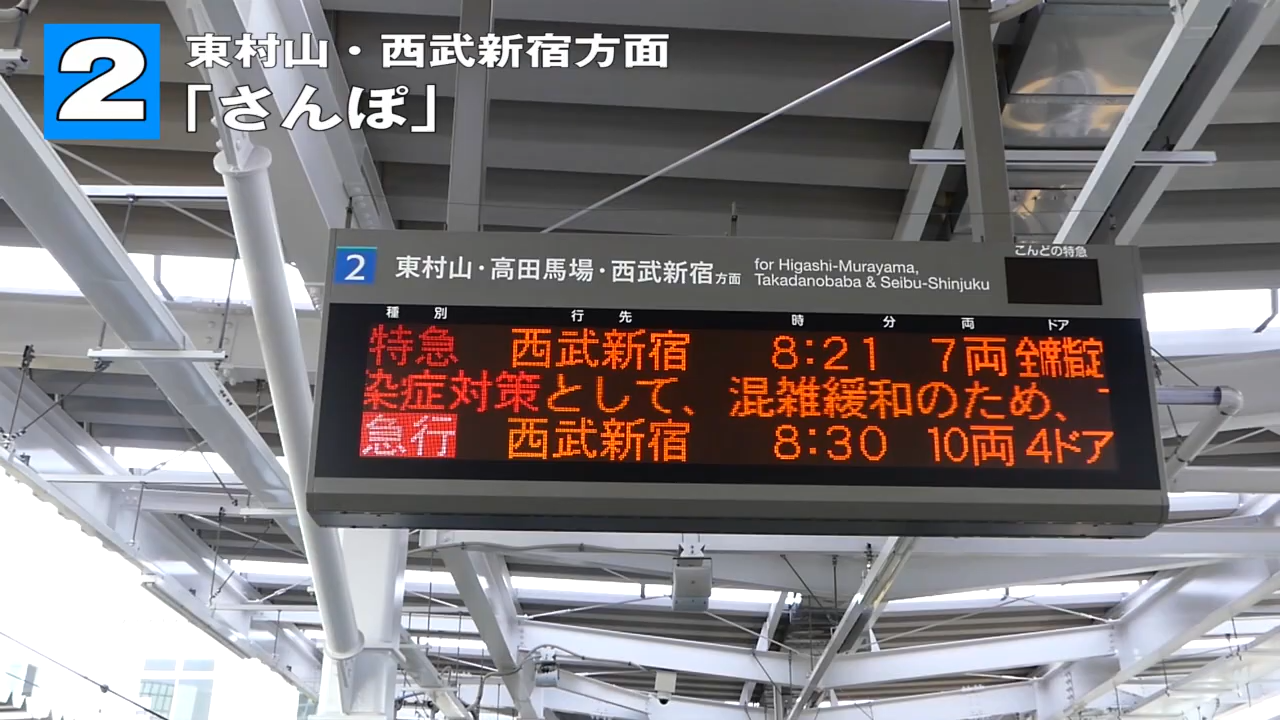 2 東村山・西武新宿方面
「さんぽ」
こんどの特急
2 東村山・高田馬場・西武新宿方面 for Higashi-Murayama,
Takadanobaba & Seibu-Shinjuku
種別 行先 時 分 両 ドア
特急 西武新宿 8:21 7両 全席指定
染症対策として、混雑緩和のため、
急行 西武新宿 8:30 10両 4ドア